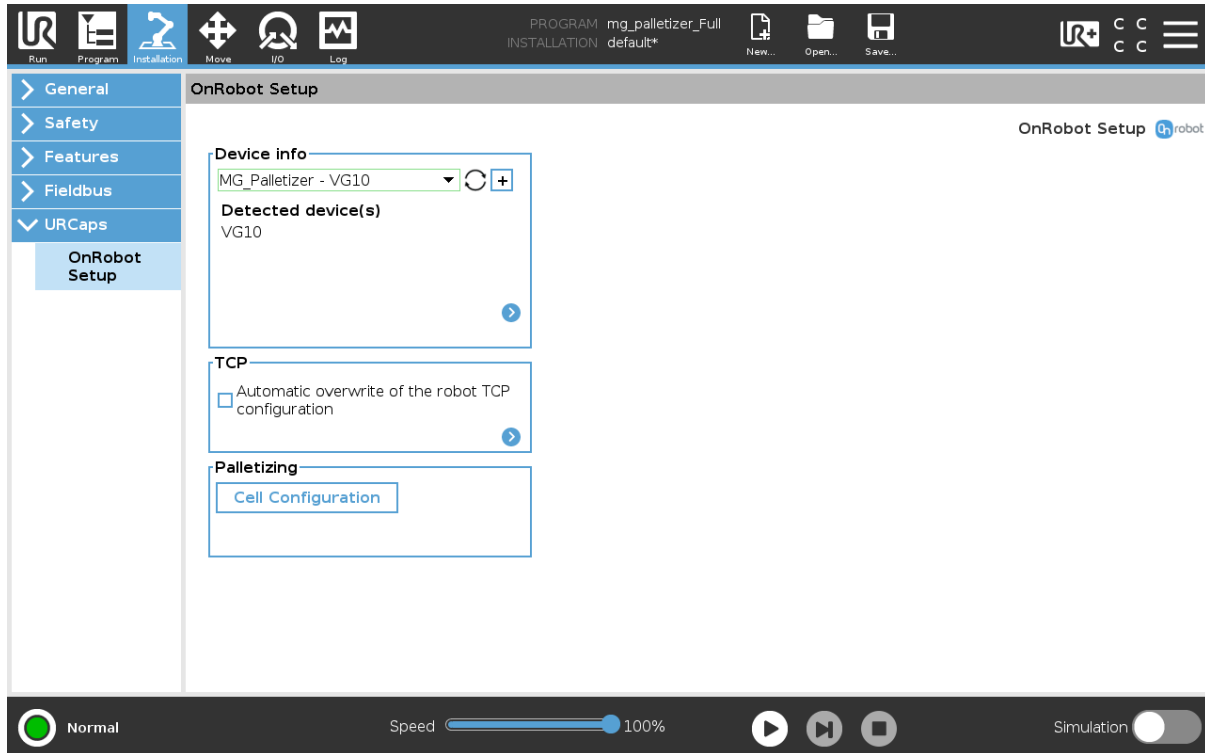 PROGRAM mg_palletizer_Full
INSTALLATION default*
UR+
C C
C C
Run Program Installation Move I/O Log New... Open... Save...
General
OnRobot Setup
Safety
OnRobot Setup On robot
Features
Fieldbus
URCaps
OnRobot
Setup
Device info
MG_Palletizer - VG10
+
Detected device(s)
VG10
TCP
Automatic overwrite of the robot TCP
configuration
Palletizing
Cell Configuration
Normal Speed 100% Simulation